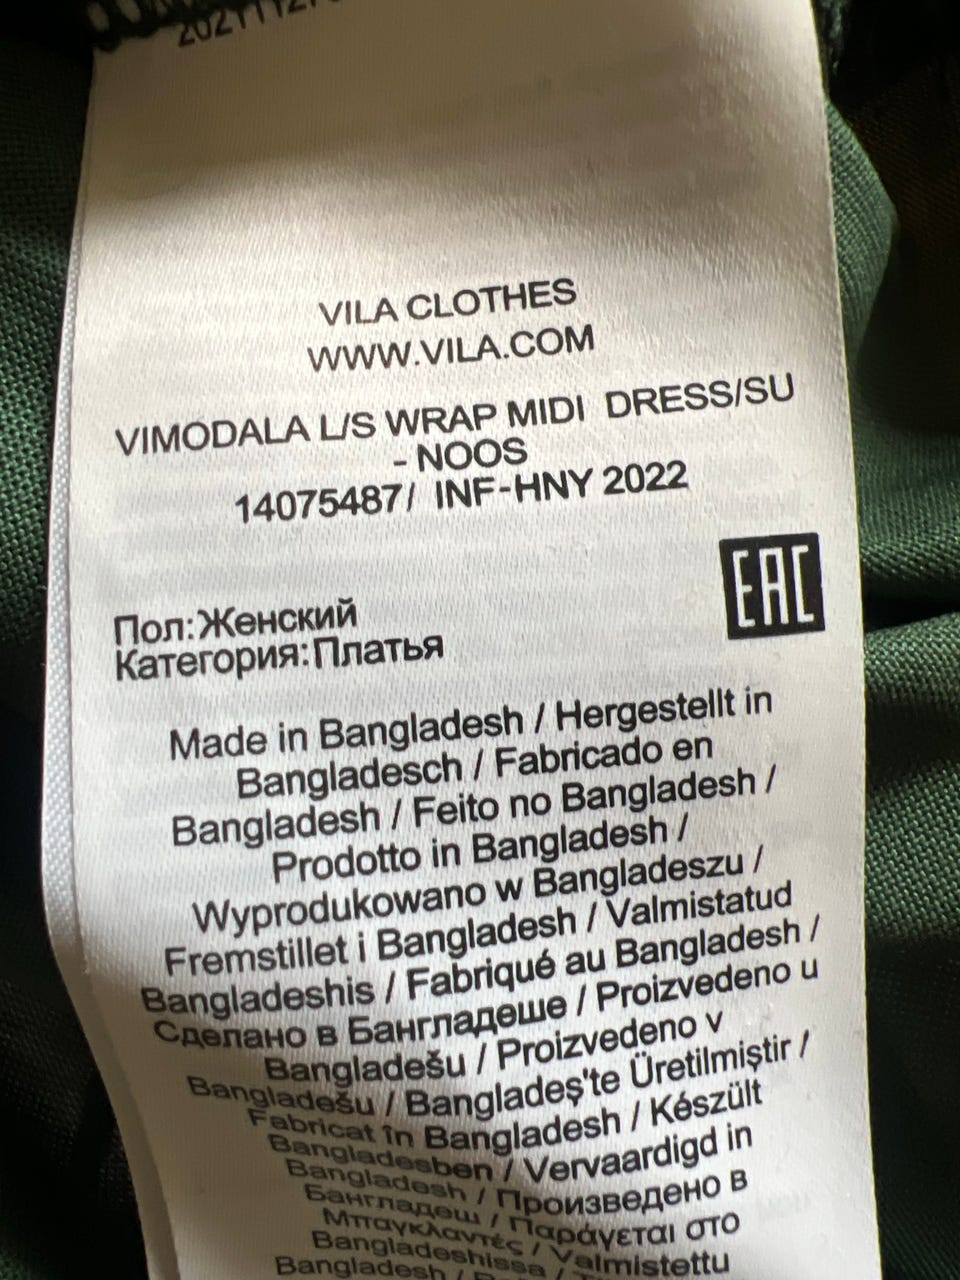 VILA CLOTHES
WWW.VILA.COM
VIMODALA L/S WRAP MIDI DRESS/SU
- NOOS
14075487/ INF-HNY 2022
EAC
Пол:Женский
Категория:Платья
Made in Bangladesh / Hergestellt in
Bangladesch / Fabricado en
Bangladesh / Feito no Bangladesh /
Prodotto in Bangladesh /
Wyprodukowano w Bangladeszu /
Fremstillet i Bangladesh / Valmistatud
Bangladeshis / Fabriqué au Bangladesh /
Сделано в Бангладеше / Proizvedeno u
Bangladešu / Proizvedeno v
Bangladešu / Bangladeş'te Üretilmiştir /
Fabricat în Bangladesh / Készült
Bangladesben / Vervaardigd in
Bangladesh / Произведено в
Бангладеш / Παράγεται στο
Μπαγκλαντές / Valmistettu
Bangladeshissa /
Bangladesh /